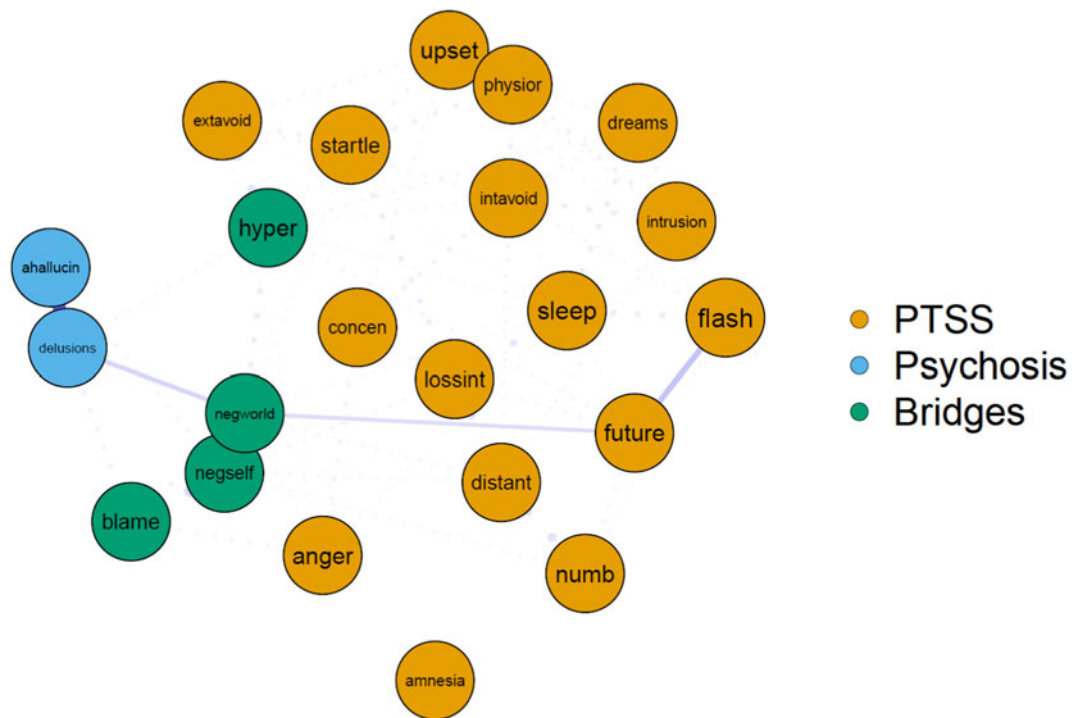 upset
physior
extavoid
startle
dreams
intavoid
intrusion
hyper
ahallucin
delusions
concen
sleep
flash
lossint
negworld
future
negself
distant
blame
anger
numb
amnesia
PTSS
Psychosis
Bridges